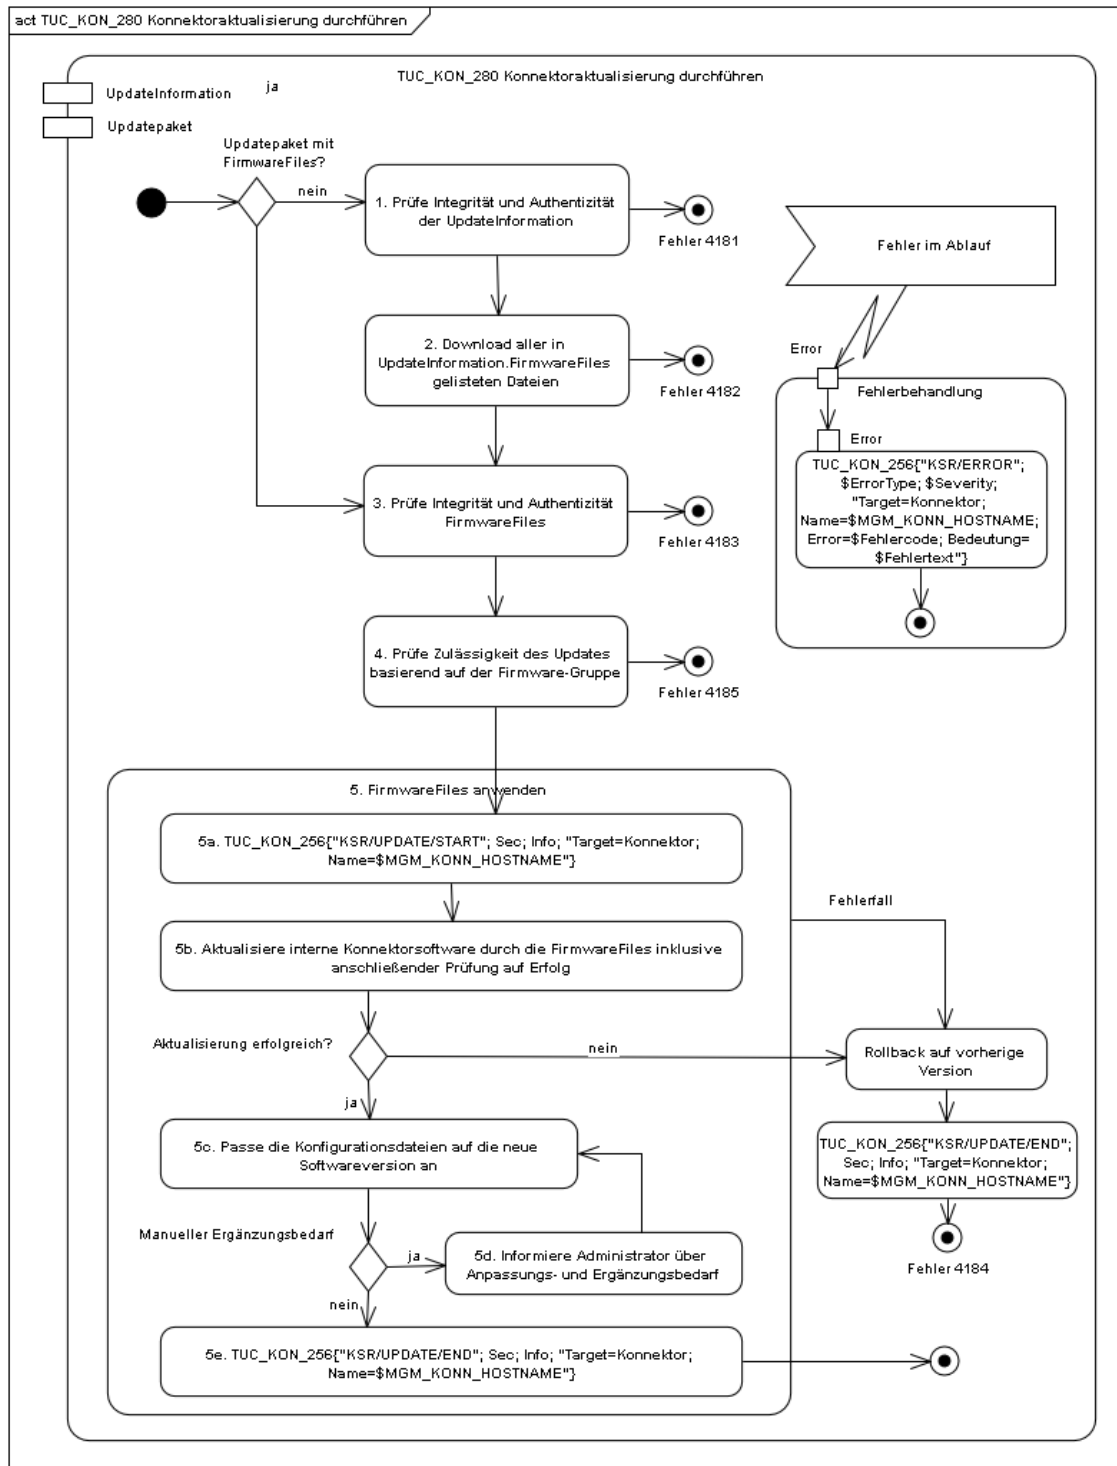 act TUC_KON_280 Konnektoraktualisierung durchführen
TUC_KON_280 Konnektoraktualisierung durchführen
UpdateInformation
ja
Updatepaket
Updatepaket mit
FirmwareFiles?
nein
1. Prüfe Integrität und Authentizität
der UpdateInformation
Fehler 4181
Fehler im Ablauf
2. Download aller in
UpdateInformation.FirmwareFiles
gelisteten Dateien
Fehler 4182
Error
Fehlerbehandlung
Error
TUC_KON_256{"KSR/ERROR";
$ErrorType; $Severity;
"Target=Konnektor;
Name=$MGM_KONN_HOSTNAME;
Error=$Fehlercode; Bedeutung=
$Fehlertext"}
3. Prüfe Integrität und Authentizität
FirmwareFiles
Fehler 4183
4. Prüfe Zulässigkeit des Updates
basierend auf der Firmware-Gruppe
Fehler 4185
5. FirmwareFiles anwenden
5a. TUC_KON_256{"KSR/UPDATE/START"; Sec; Info; "Target=Konnektor;
Name=$MGM_KONN_HOSTNAME"}
Fehlerfall
5b. Aktualisiere interne Konnektorsoftware durch die FirmwareFiles inklusive
anschließender Prüfung auf Erfolg
Aktualisierung erfolgreich?
nein
Rollback auf vorherige
Version
ja
5c. Passe die Konfigurationsdateien auf die neue
Softwareversion an
TUC_KON_256{"KSR/UPDATE/END";
Sec; Info; "Target=Konnektor;
Name=$MGM_KONN_HOSTNAME"}
Manueller Ergänzungsbedarf
ja
5d. Informiere Administrator über
Anpassungs- und Ergänzungsbedarf
Fehler 4184
nein
5e. TUC_KON_256{"KSR/UPDATE/END"; Sec; Info; "Target=Konnektor;
Name=$MGM_KONN_HOSTNAME"}